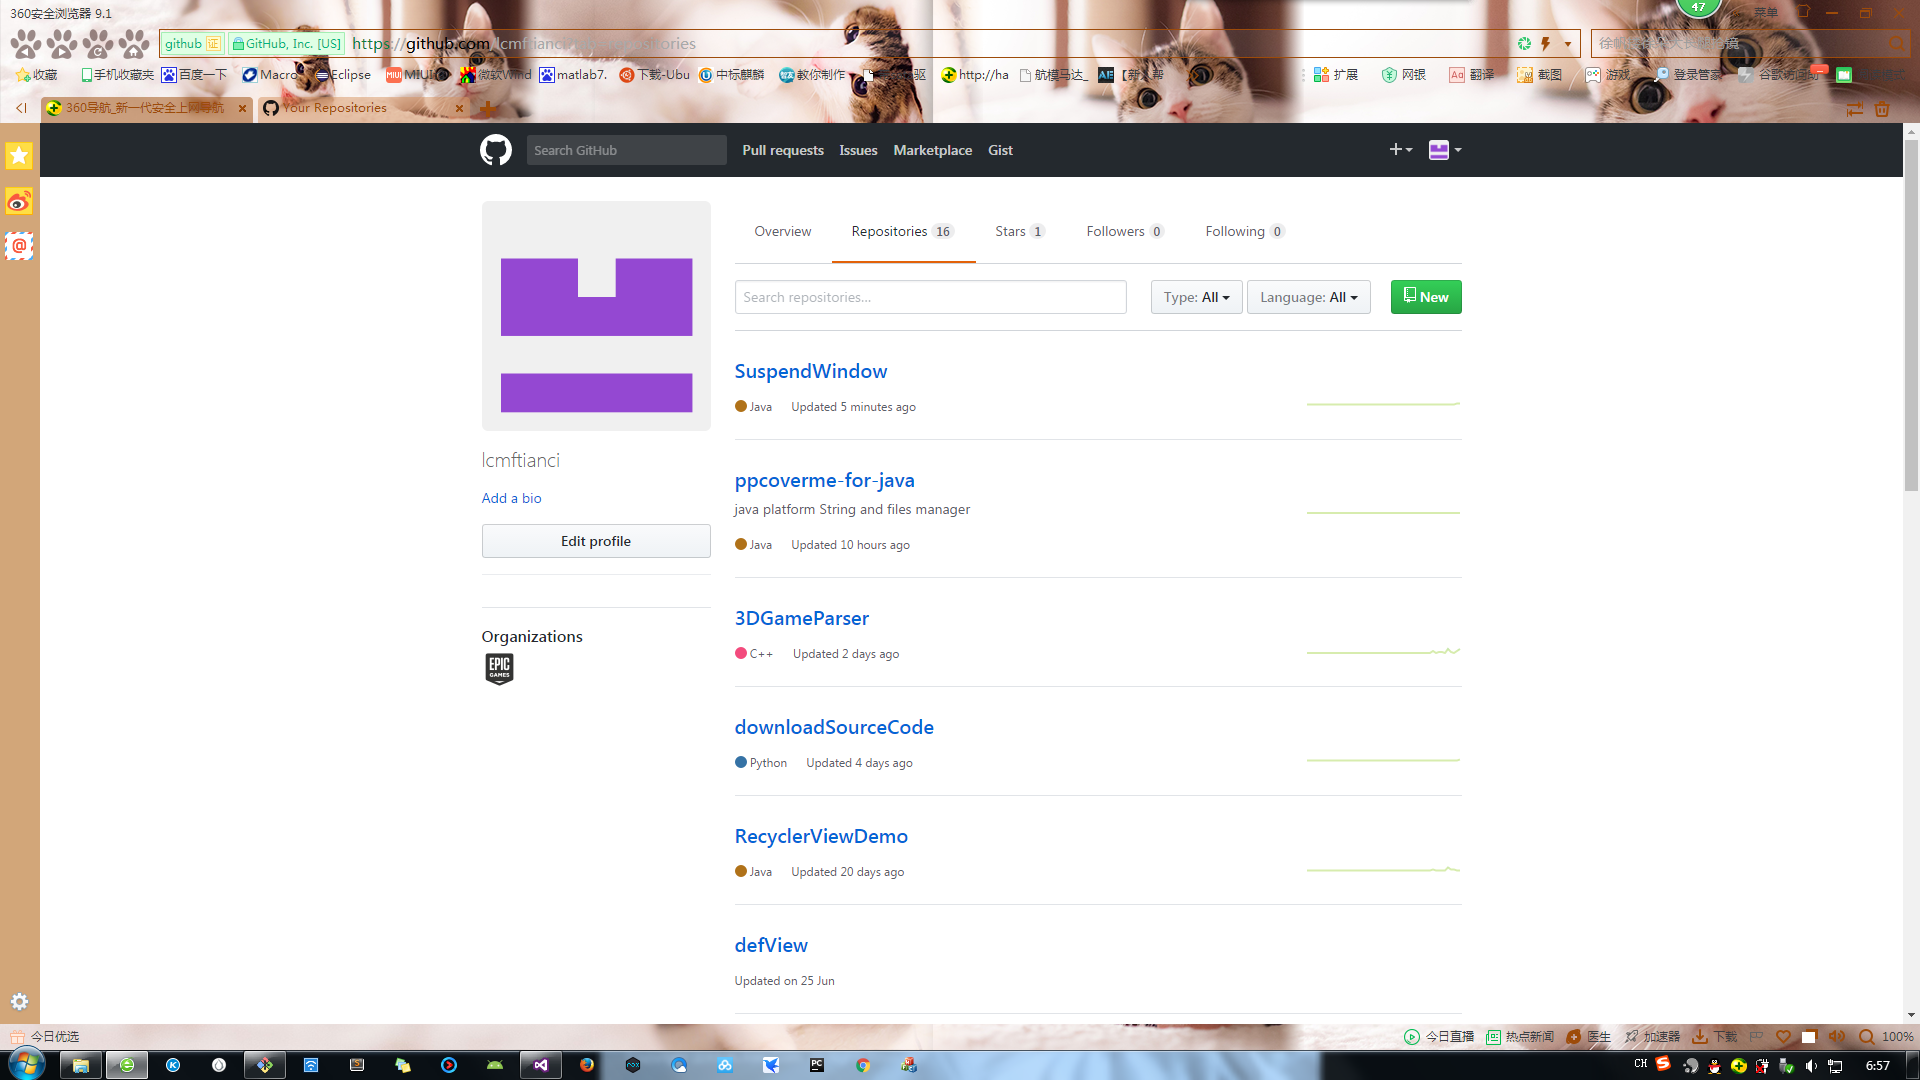 360安全浏览器 9.1
47
菜单
github 证 GitHub, Inc. [US] https://github.com
收藏 手机收藏夹 百度一下 Macro Eclipse MIUI 微软Wind matlab7. 下载-Ubu 中标麒麟 教你制作 http://ha 航模马达_ 【新人帮 扩展 网银 翻译 截图 游戏 登录管家
360导航_新一代安全上网导航 Your Repositories
Search GitHub Pull requests Issues Marketplace Gist
Overview Repositories 16 Stars 1 Followers 0 Following 0
Search repositories... Type: All Language: All New
SuspendWindow
Java Updated 5 minutes ago
lcmftianci
Add a bio
Edit profile
Organizations
EPIC GAMES
ppcoverme-for-java
java platform String and files manager
Java Updated 10 hours ago
3DGameParser
C++ Updated 2 days ago
downloadSourceCode
Python Updated 4 days ago
RecyclerViewDemo
Java Updated 20 days ago
defView
Updated on 25 Jun
今日优选 今日直播 热点新闻 医生 加速器 下载 100%
CH 6:57